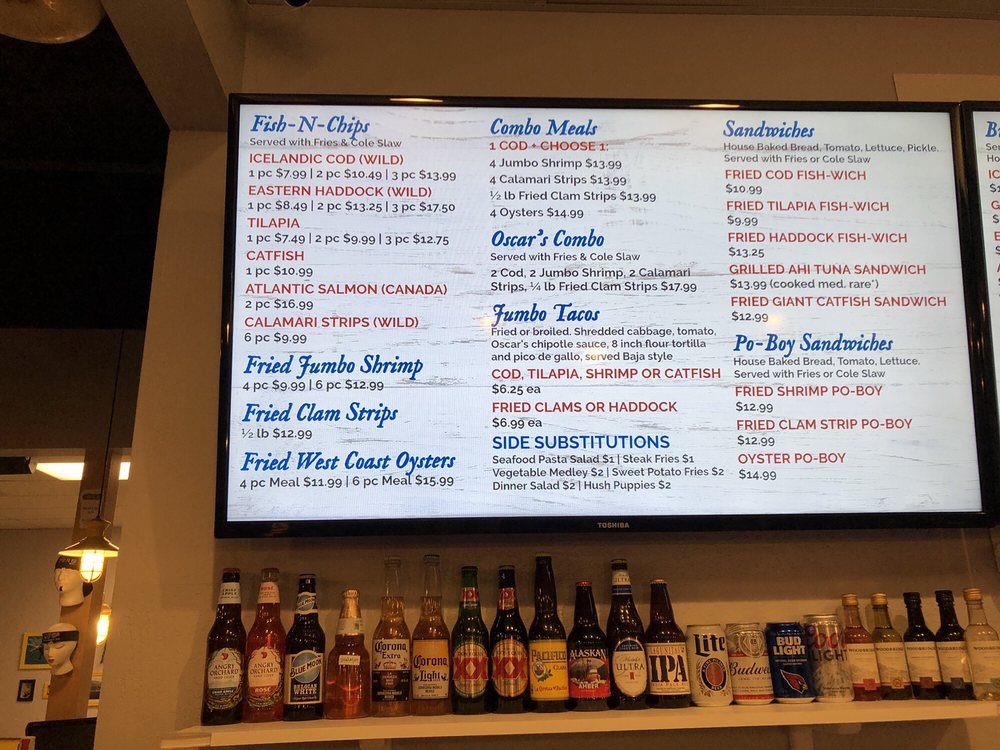 Fish-N-Chips
Served with Fries & Cole Slaw
ICELANDIC COD (WILD)
1 pc $7.99 | 2 pc $10.49 | 3 pc $13.99
EASTERN HADDOCK (WILD)
1 pc $8.49 | 2 pc $13.25 | 3 pc $17.50
TILAPIA
1 pc $7.49 | 2 pc $9.99 | 3 pc $12.75
CATFISH
1 pc $10.99
ATLANTIC SALMON (CANADA)
2 pc $16.99
CALAMARI STRIPS (WILD)
6 pc $9.99
Fried Jumbo Shrimp
4 pc $9.99 | 6 pc $12.99
Fried Clam Strips
½ lb $12.99
Fried West Coast Oysters
4 pc Meal $11.99 | 6 pc Meal $15.99
Combo Meals
1 COD + CHOOSE 1:
4 Jumbo Shrimp $13.99
4 Calamari Strips $13.99
½ lb Fried Clam Strips $13.99
4 Oysters $14.99
Oscar's Combo
Served with Fries & Cole Slaw
2 Cod, 2 Jumbo Shrimp, 2 Calamari
Strips, ¼ lb Fried Clam Strips $17.99
Jumbo Tacos
Fried or broiled. Shredded cabbage, tomato,
Oscar's chipotle sauce, 8 inch flour tortilla
and pico de gallo, served Baja style
COD, TILAPIA, SHRIMP OR CATFISH
$6.25 ea
FRIED CLAMS OR HADDOCK
$6.99 ea
SIDE SUBSTITUTIONS
Seafood Pasta Salad $1 | Steak Fries $1
Vegetable Medley $2 | Sweet Potato Fries $2
Dinner Salad $2 | Hush Puppies $2
Sandwiches
House Baked Bread, Tomato, Lettuce, Pickle.
Served with Fries or Cole Slaw
FRIED COD FISH-WICH
$10.99
FRIED TILAPIA FISH-WICH
$9.99
FRIED HADDOCK FISH-WICH
$13.25
GRILLED AHI TUNA SANDWICH
$13.99 (cooked med. rare*)
FRIED GIANT CATFISH SANDWICH
$12.99
Po-Boy Sandwiches
House Baked Bread, Tomato, Lettuce.
Served with Fries or Cole Slaw
FRIED SHRIMP PO-BOY
$12.99
FRIED CLAM STRIP PO-BOY
$12.99
OYSTER PO-BOY
$14.99
TOSHIBA
ANGRY
ORCHARD
ANGRY
ORCHARD
ROSÉ
BLUE MOON
BELGIAN
WHITE
Corona
Extra
Corona
Light
XX
XX
PACIFICO
ALASKAN
AMBER
ULTRA
IPA
Lite
BUD
LIGHT